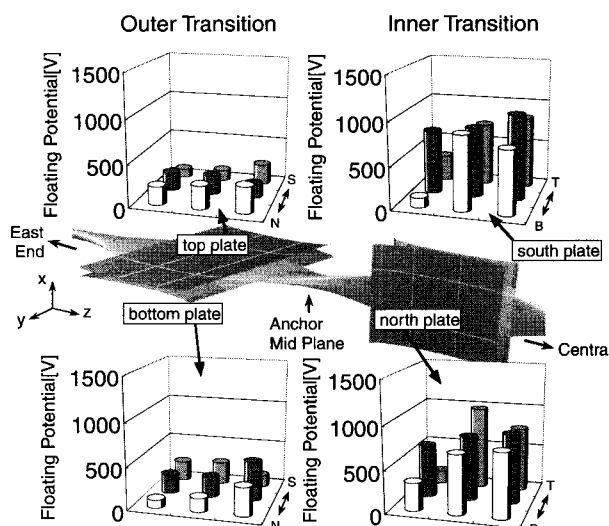 Outer Transition
Inner Transition
Floating Potential[V]
1500
1000
500
0
S
N
Floating Potential[V]
1500
1000
500
0
T
B
East
End
top plate
south plate
x
y
z
bottom plate
Anchor
Mid Plane
north plate
Centra
Floating Potential[V]
1500
1000
500
0
S
N
Floating Potential[V]
1500
1000
500
0
T